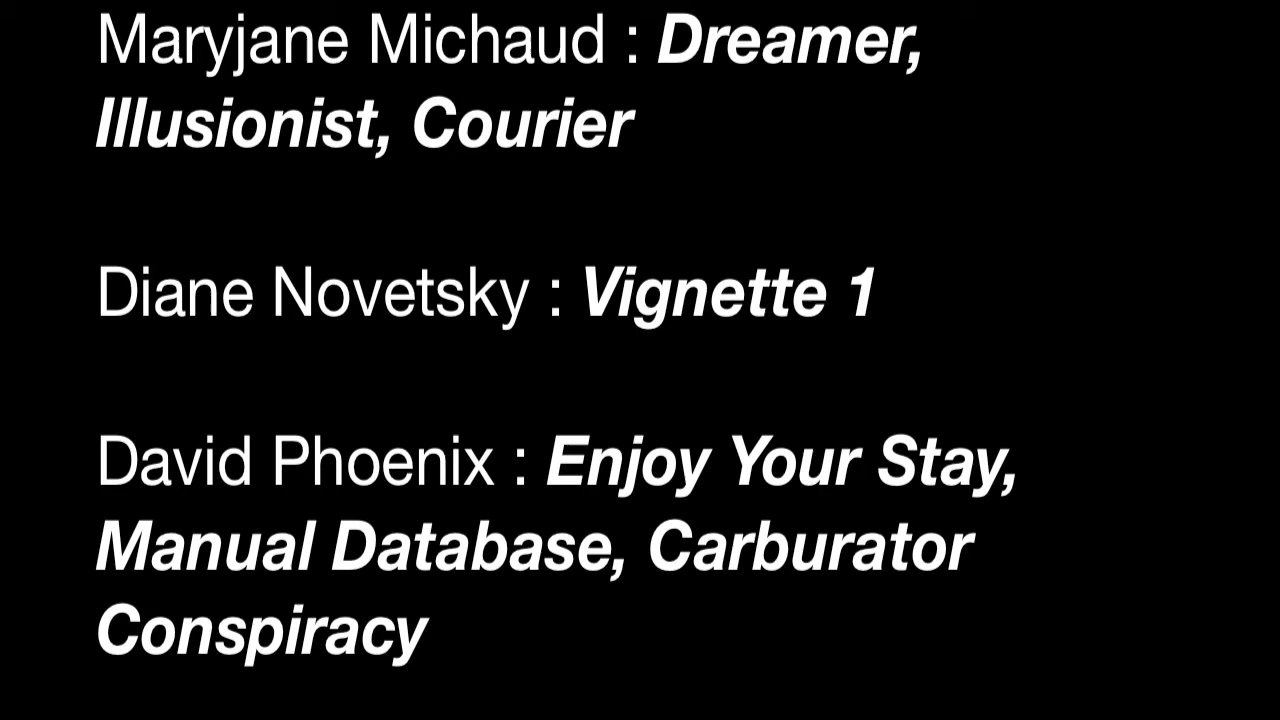 Maryjane Michaud : Dreamer,
Illusionist, Courier
Diane Novetsky : Vignette 1
David Phoenix : Enjoy Your Stay,
Manual Database, Carburator
Conspiracy